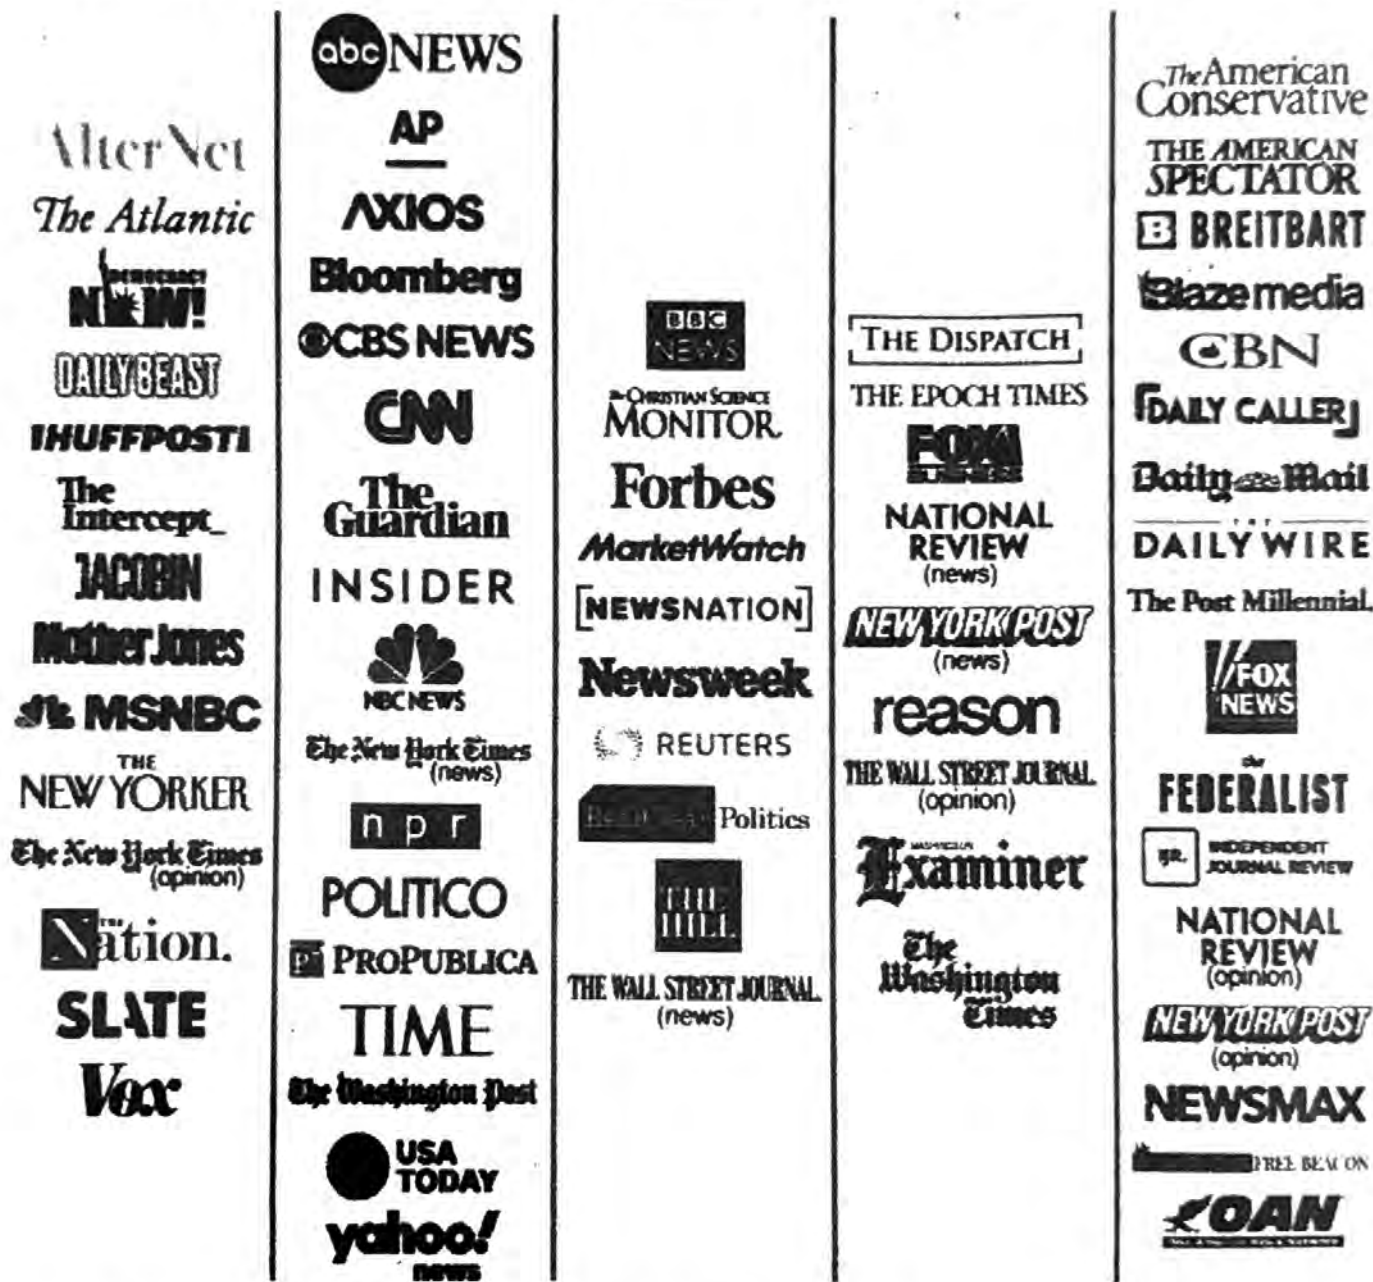 AlterNet
The Atlantic
DEMOCRACY
NOW!
DAILY BEAST
IHUFFPOSTI
The
Intercept_
JACOBIN
Mother Jones
MSNBC
THE
NEW YORKER
The New York Times
(opinion)
THE
Nation.
SLATE
Vox
abc NEWS
AP
AXIOS
Bloomberg
CBS NEWS
CNN
The
Guardian
INSIDER
NBC NEWS
The New York Times
(news)
npr
POLITICO
PROPUBLICA
TIME
The Washington Post
USA
TODAY
yahoo!
news
BBC
NEWS
The CHRISTIAN SCIENCE
MONITOR
Forbes
MarketWatch
[NEWSNATION]
Newsweek
REUTERS
Politics
THE
HILL
THE WALL STREET JOURNAL.
(news)
[THE DISPATCH]
THE EPOCH TIMES
FOX
BUSINESS
NATIONAL
REVIEW
(news)
NEW YORK POST
(news)
reason
THE WALL STREET JOURNAL.
(opinion)
WASHINGTON
Examiner
The
Washington
Times
The American
Conservative
THE AMERICAN
SPECTATOR
B BREITBART
Blaze media
CBN
DAILY CALLER
Daily Mail
THE
DAILY WIRE
The Post Millennial.
FOX
NEWS
the
FEDERALIST
IJR.
INDEPENDENT
JOURNAL REVIEW
NATIONAL
REVIEW
(opinion)
NEW YORK POST
(opinion)
NEWSMAX
FREE BEACON
OAN